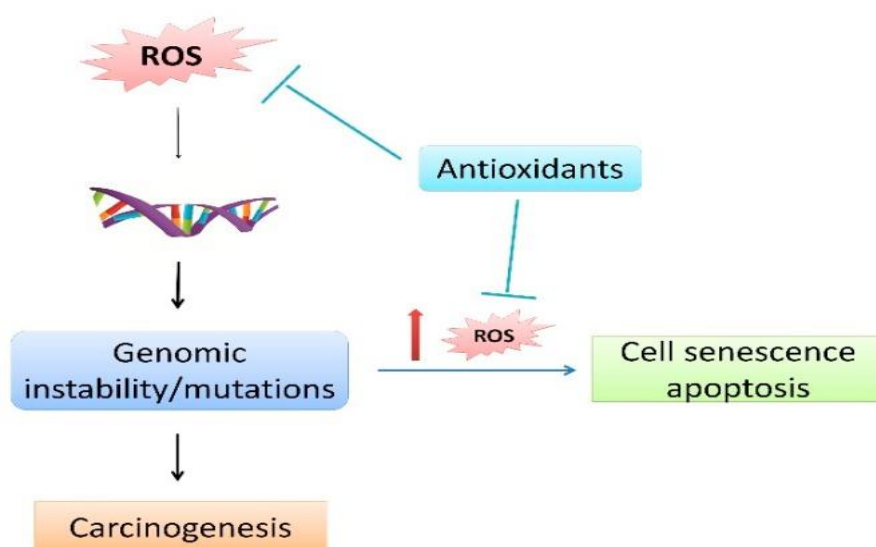 ROS
Antioxidants
ROS
Genomic
instability/mutations
Cell senescence
apoptosis
Carcinogenesis